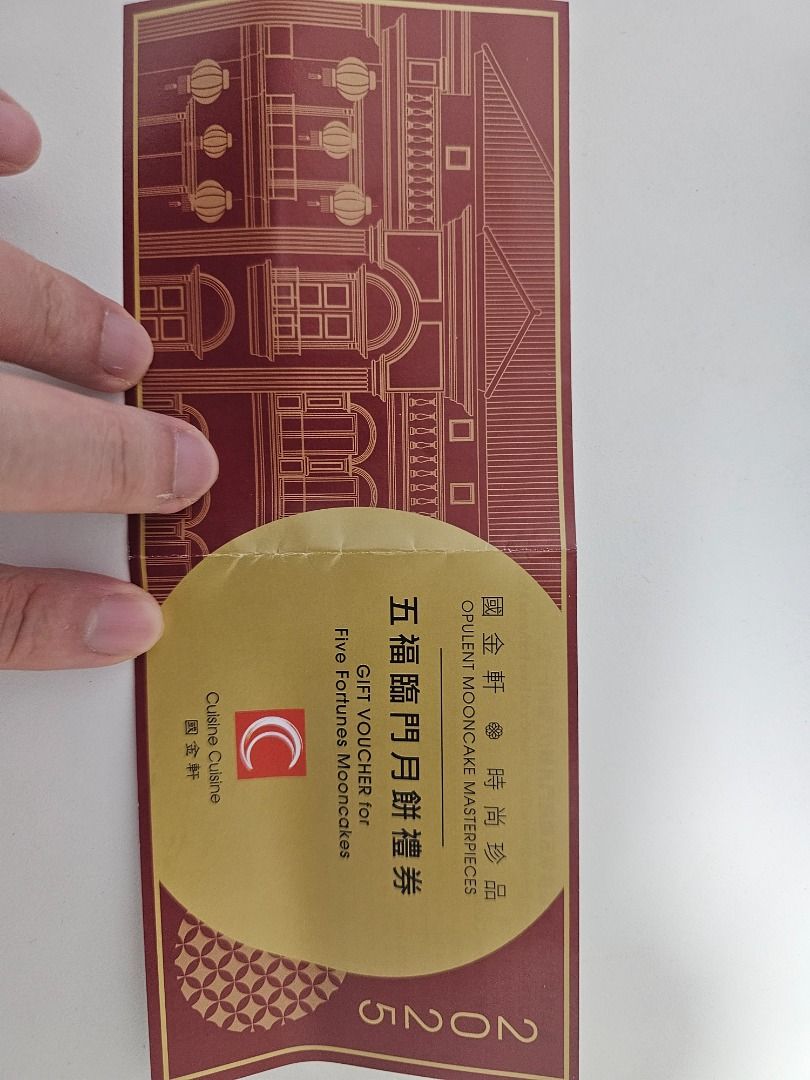 國金軒 時尚珍品
OPULENT MOONCAKE MASTERPIECES
五福臨門月餅禮券
GIFT VOUCHER for
Five Fortunes Mooncakes
Cuisine Cuisine
國金軒
2025